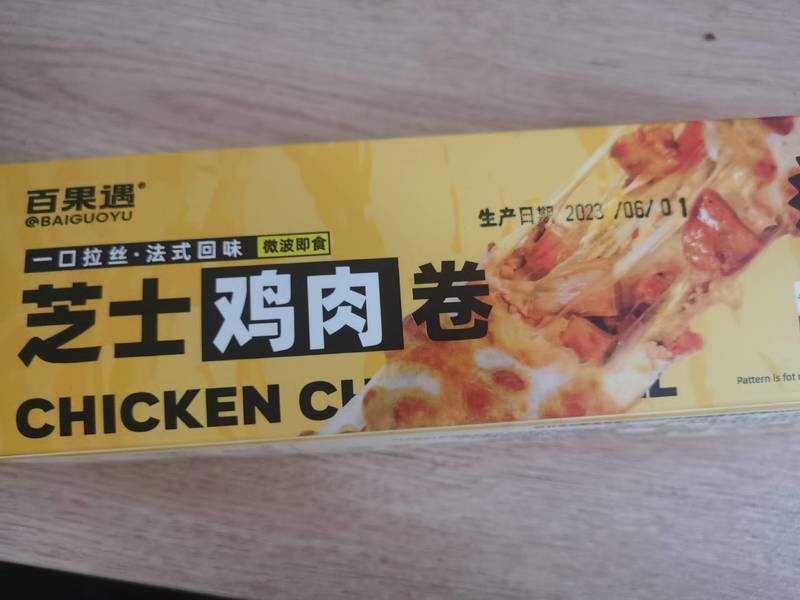 百果遇®
@BAIGUOYU
一口拉丝·法式回味 微波即食
芝士鸡肉卷
CHICKEN
生产日期 2023 /06/ 01
Pattern is fo